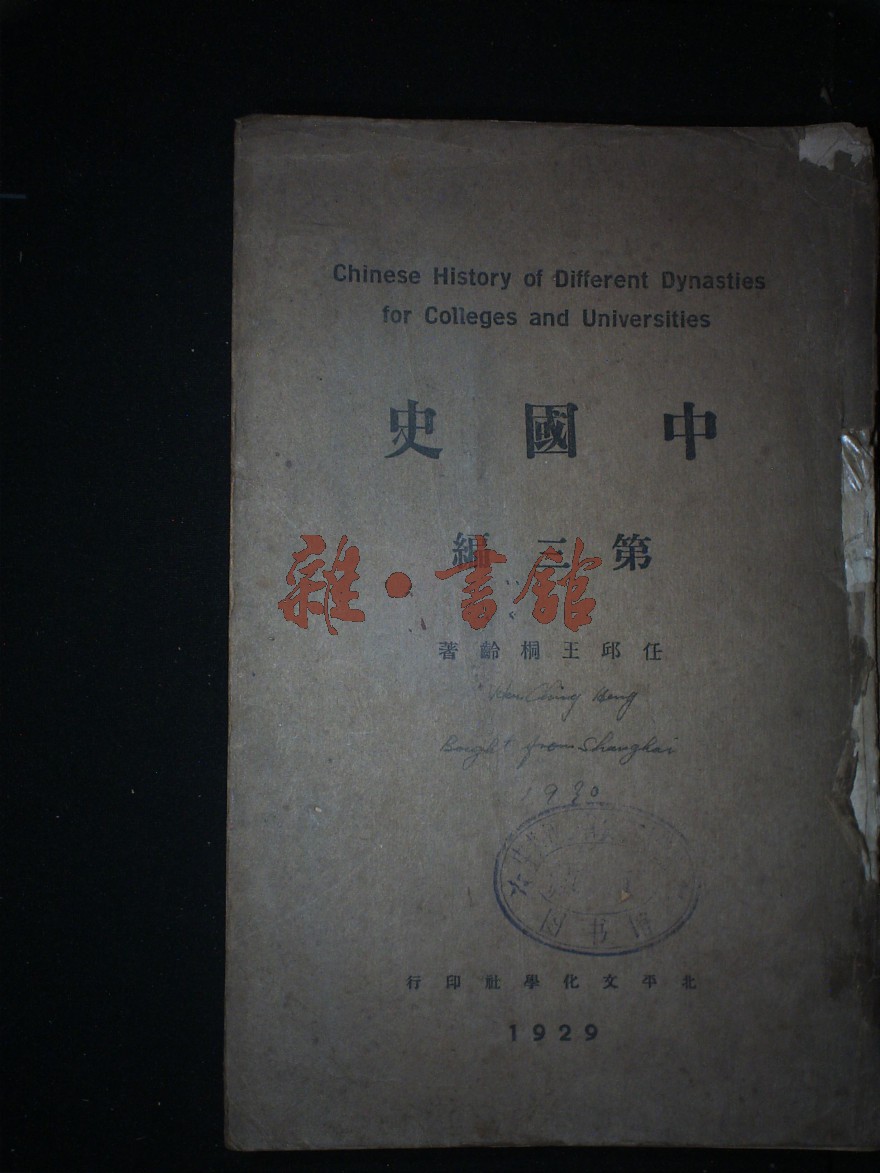 Chinese History of Different Dynasties
for Colleges and Universities
中國史
第三編
雜·書館
任邱王桐齡著
Bought from Shanghai
1930
北平文化學社印行
1929